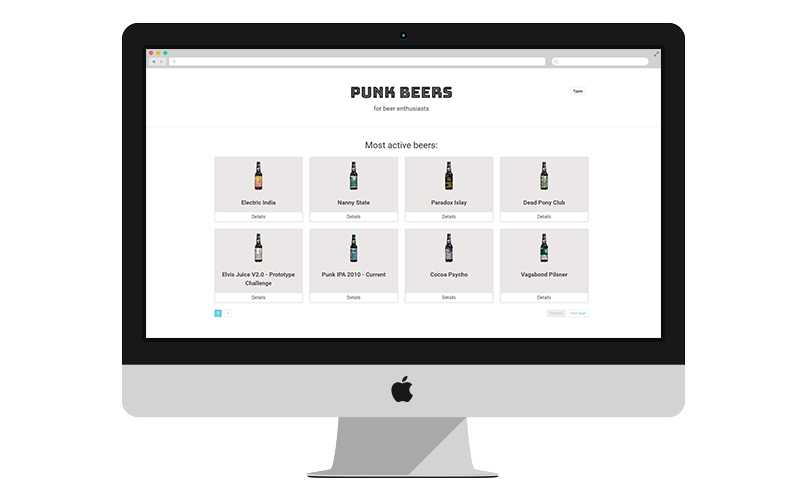 PUNK BEERS
Types
for beer enthusiasts
Most active beers:
Electric India
Nanny State
Paradox Islay
Dead Pony Club
Details
Details
Details
Details
Elvis Juice V2.0 - Prototype
Challenge
Punk IPA 2010 - Current
Cocoa Psycho
Vagabond Pilsner
Details
Details
Details
Details
1
2
Previous
Next page